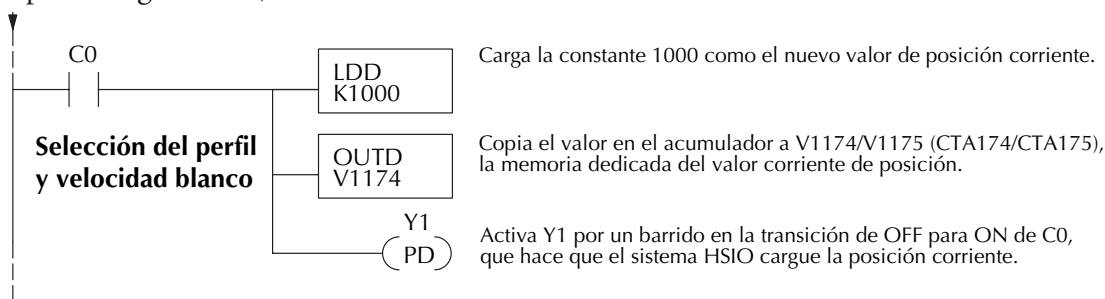 C0
LDD
K1000
Carga la constante 1000 como el nuevo valor de posición corriente.
Selección del perfil
y velocidad blanco
OUTD
V1174
Copia el valor en el acumulador a V1174/V1175 (CTA174/CTA175),
la memoria dedicada del valor corriente de posición.
Y1
PD
Activa Y1 por un barrido en la transición de OFF para ON de C0,
que hace que el sistema HSIO cargue la posición corriente.